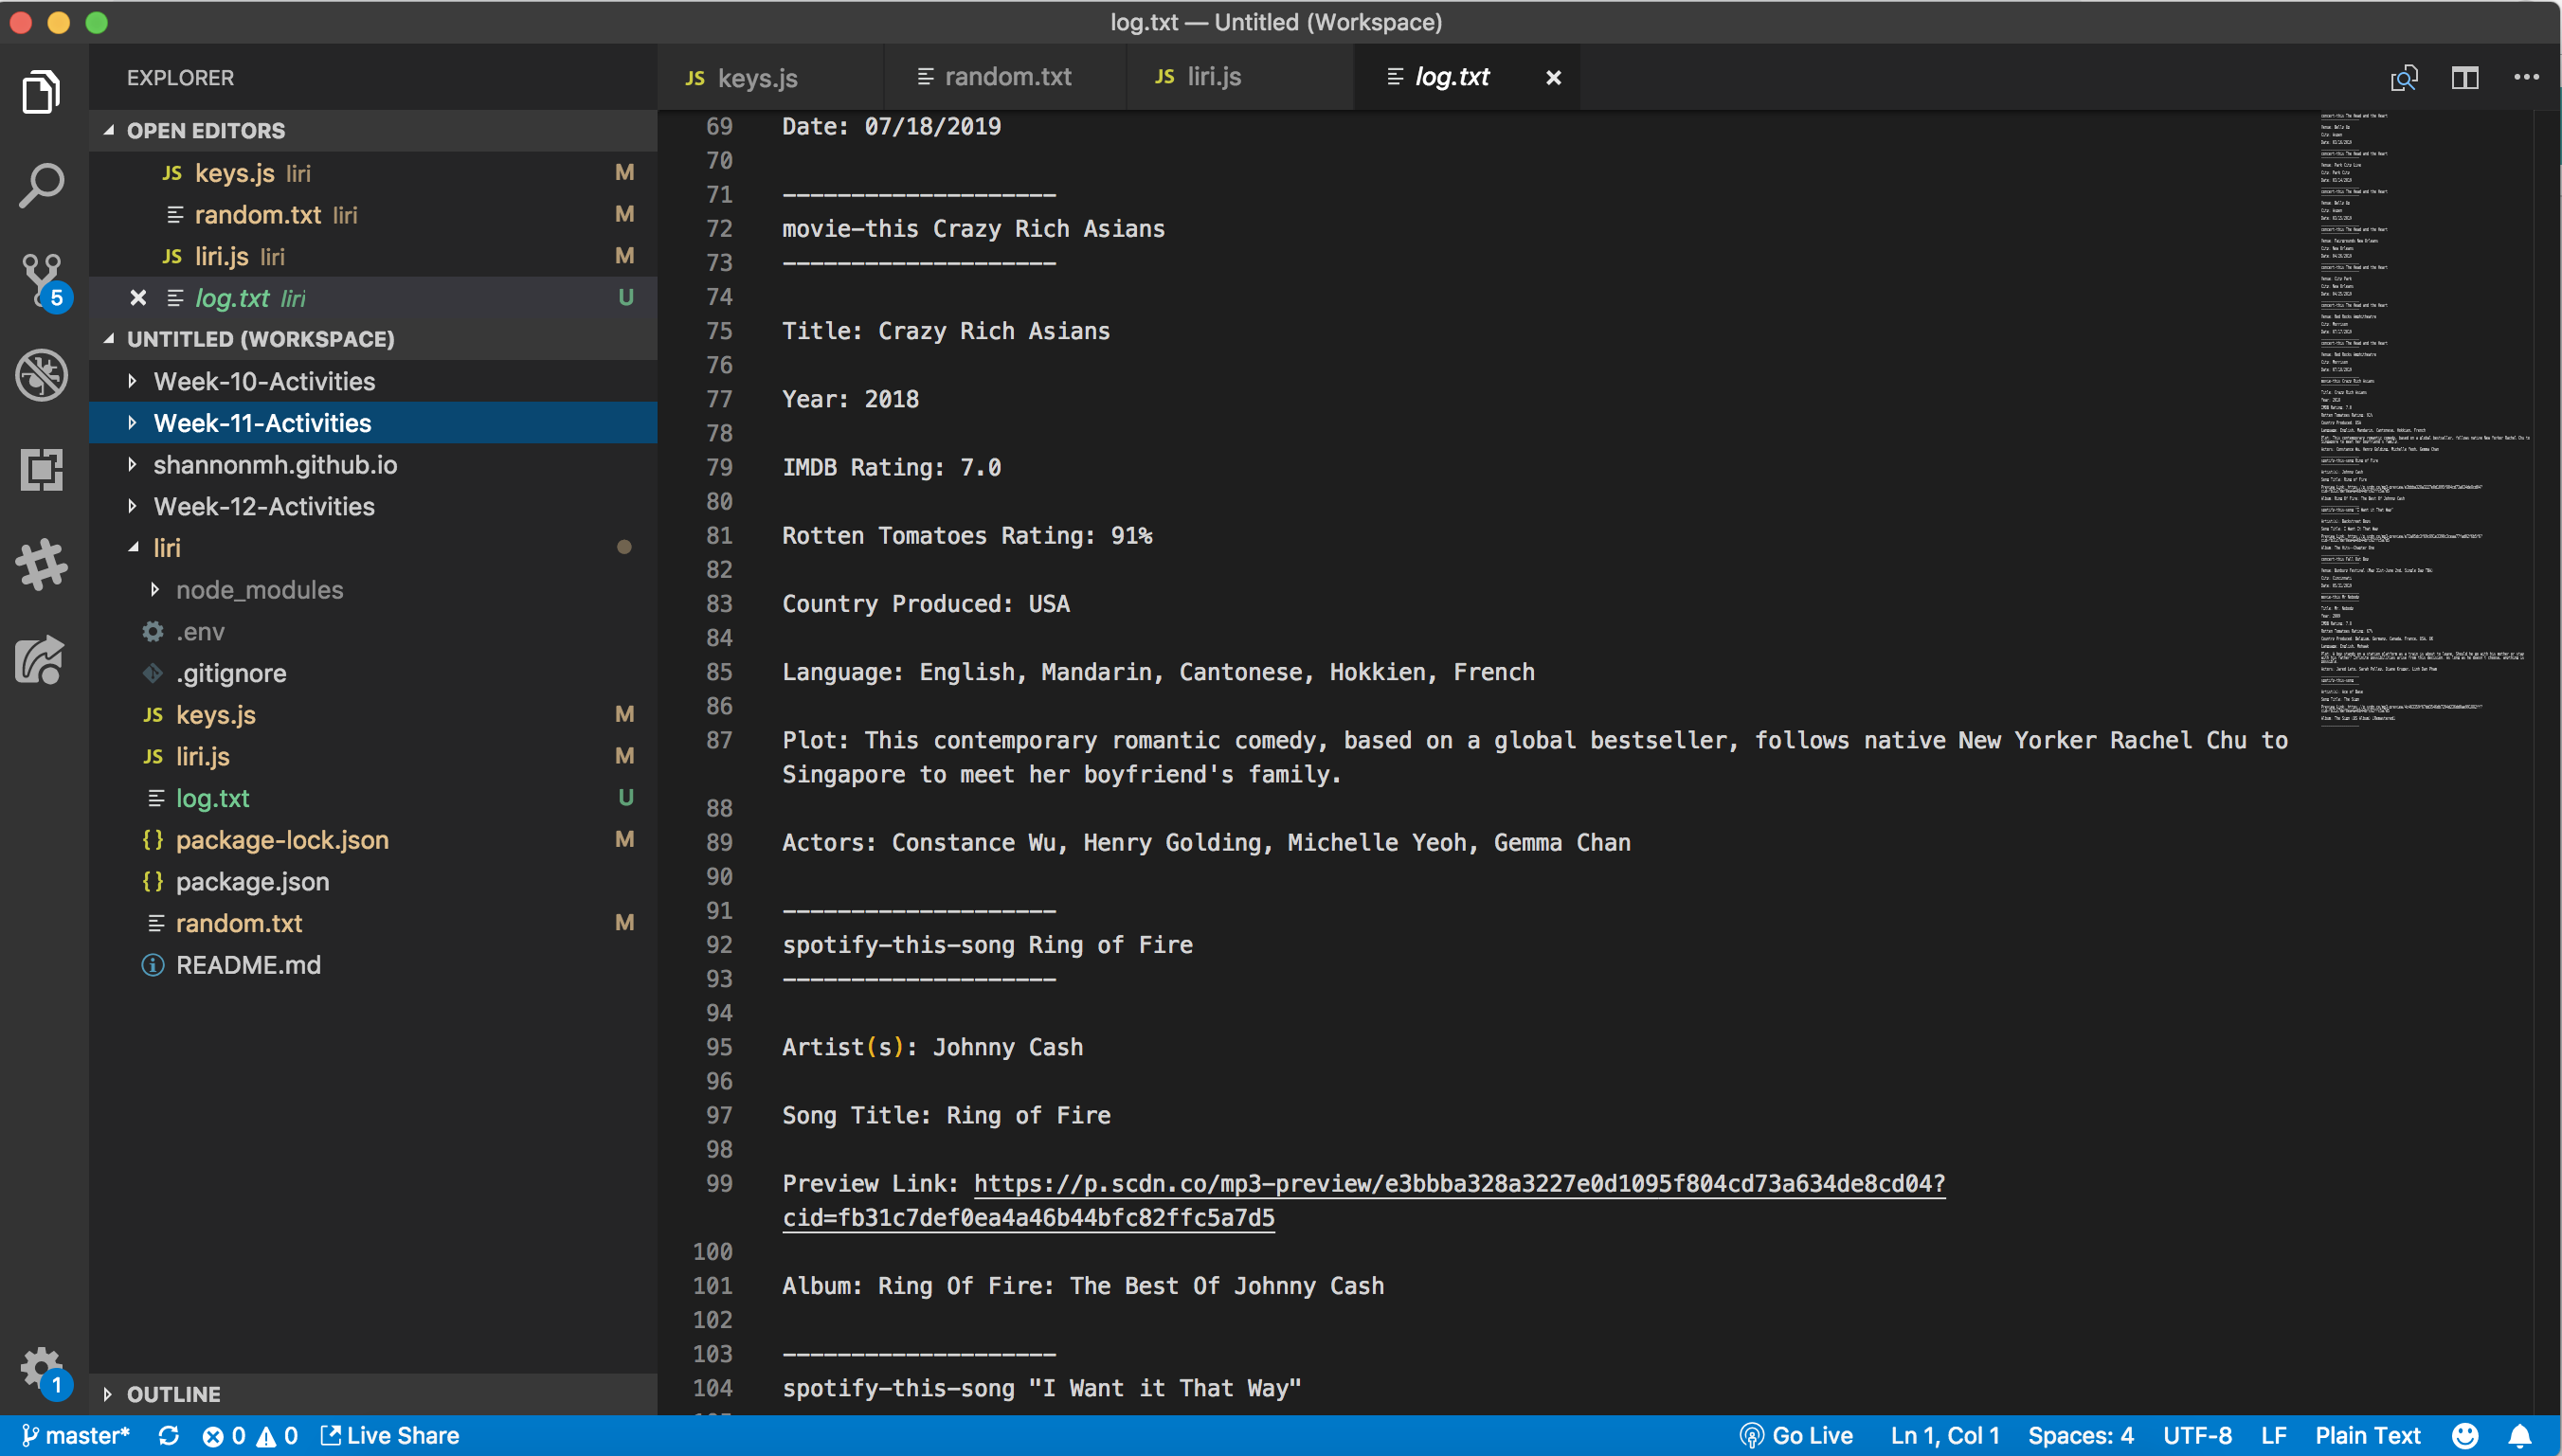 log.txt — Untitled (Workspace)
EXPLORER
OPEN EDITORS
JS keys.js liri M
random.txt liri M
JS liri.js liri M
log.txt liri U
UNTITLED (WORKSPACE)
Week-10-Activities
Week-11-Activities
shannonmh.github.io
Week-12-Activities
liri
node_modules
.env
.gitignore
JS keys.js M
JS liri.js M
log.txt U
{} package-lock.json M
{} package.json
random.txt M
README.md
OUTLINE
5
1
JS keys.js
random.txt
JS liri.js
log.txt
69 Date: 07/18/2019
70
71 --------------------
72 movie-this Crazy Rich Asians
73 --------------------
74
75 Title: Crazy Rich Asians
76
77 Year: 2018
78
79 IMDB Rating: 7.0
80
81 Rotten Tomatoes Rating: 91%
82
83 Country Produced: USA
84
85 Language: English, Mandarin, Cantonese, Hokkien, French
86
87 Plot: This contemporary romantic comedy, based on a global bestseller, follows native New Yorker Rachel Chu to
Singapore to meet her boyfriend's family.
88
89 Actors: Constance Wu, Henry Golding, Michelle Yeoh, Gemma Chan
90
91 --------------------
92 spotify-this-song Ring of Fire
93 --------------------
94
95 Artist(s): Johnny Cash
96
97 Song Title: Ring of Fire
98
99 Preview Link: https://p.scdn.co/mp3-preview/e3bbba328a3227e0d1095f804cd73a634de8cd04?
cid=fb31c7def0ea4a46b44bfc82ffc5a7d5
100
101 Album: Ring Of Fire: The Best Of Johnny Cash
102
103 --------------------
104 spotify-this-song "I Want it That Way"
master* 0 0 Live Share
Go Live Ln 1, Col 1 Spaces: 4 UTF-8 LF Plain Text